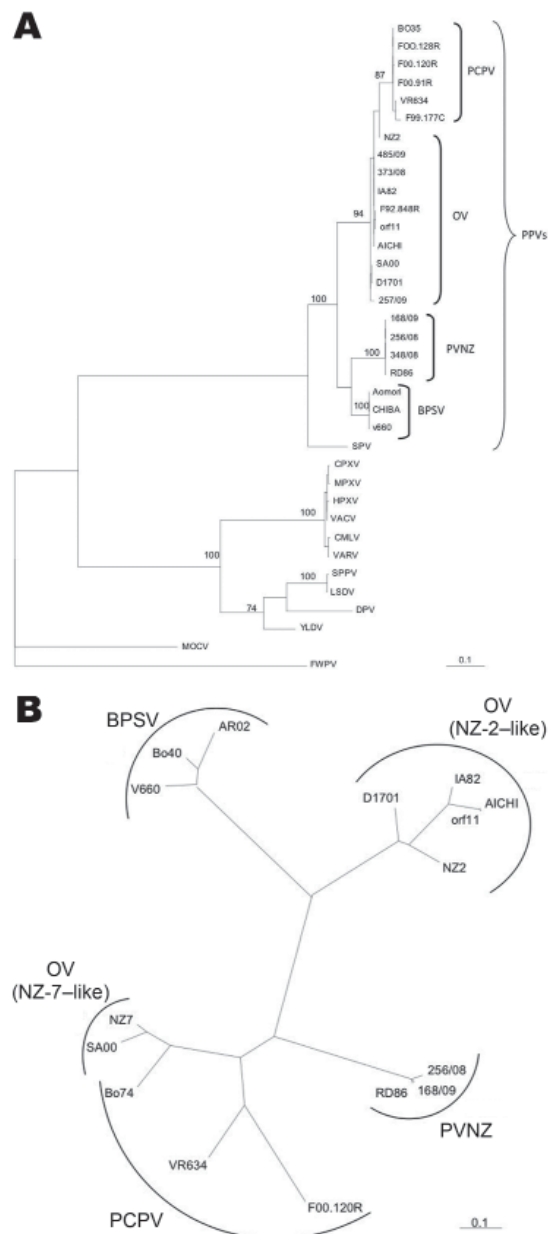 A
BO35
FOO.128R
F00.120R
F00.91R
VR634
F99.177C
87
PCPV
NZ2
485/09
373/08
IA82
F92.848R
orf11
AICHI
SA00
D1701
257/09
94
OV
PPVs
100
168/09
256/08
348/08
RD86
100
PVNZ
Aomori
CHIBA
v660
100
BPSV
SPV
CPXV
MPXV
HPXV
VACV
CMLV
VARV
100
100
SPPV
LSDV
100
DPV
74
YLDV
MOCV
FWPV
0.1
B
BPSV
AR02
Bo40
V660
OV
(NZ-2–like)
IA82
D1701
AICHI
orf11
NZ2
OV
(NZ-7–like)
NZ7
SA00
Bo74
256/08
RD86 168/09
PVNZ
VR634
F00.120R
PCPV
0.1